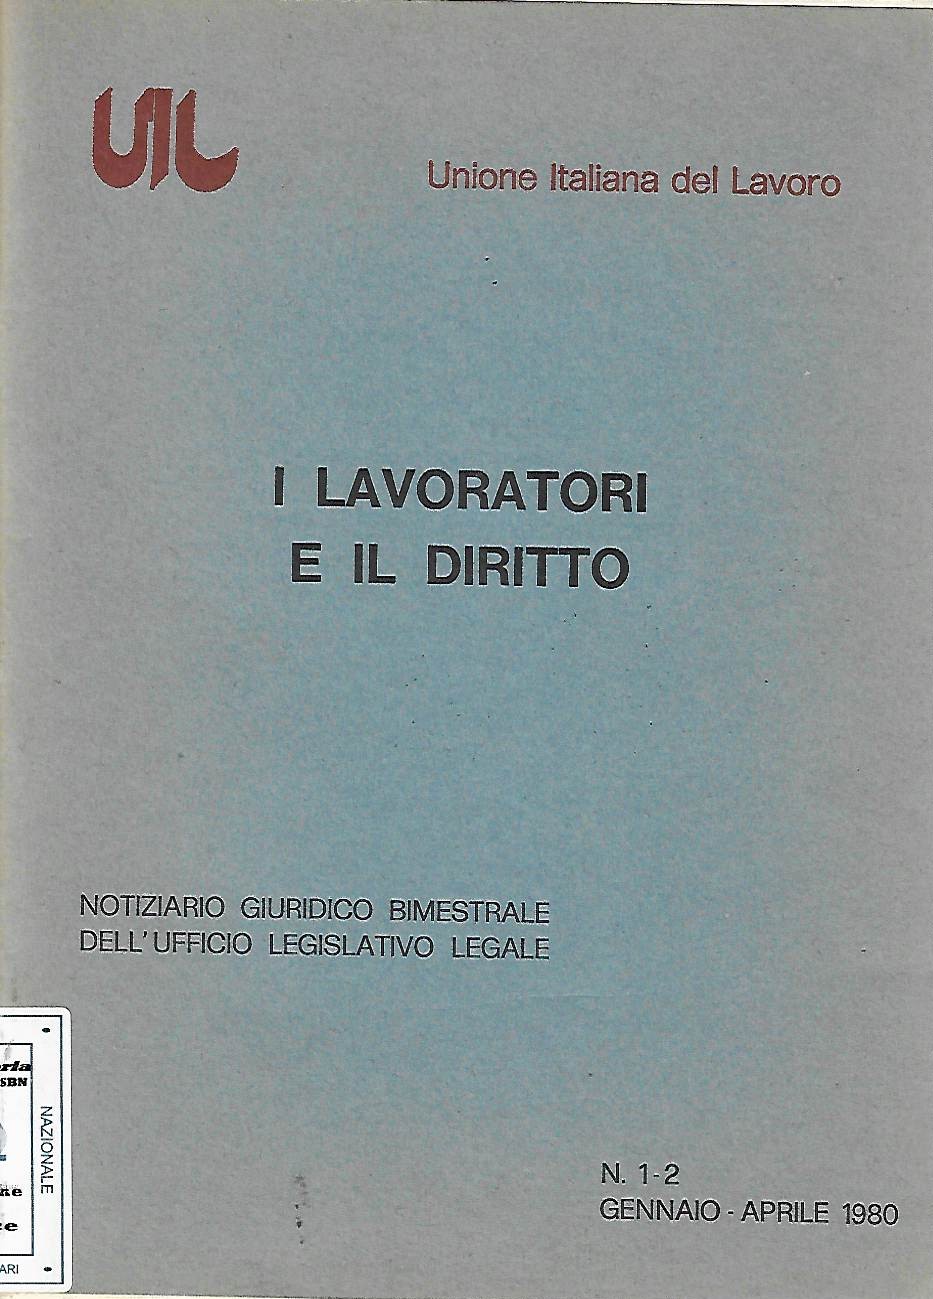 UIL
Unione Italiana del Lavoro
I LAVORATORI
E IL DIRITTO
NOTIZIARIO GIURIDICO BIMESTRALE
DELL'UFFICIO LEGISLATIVO LEGALE
SBN
NAZIONALE
N. 1-2
GENNAIO - APRILE 1980